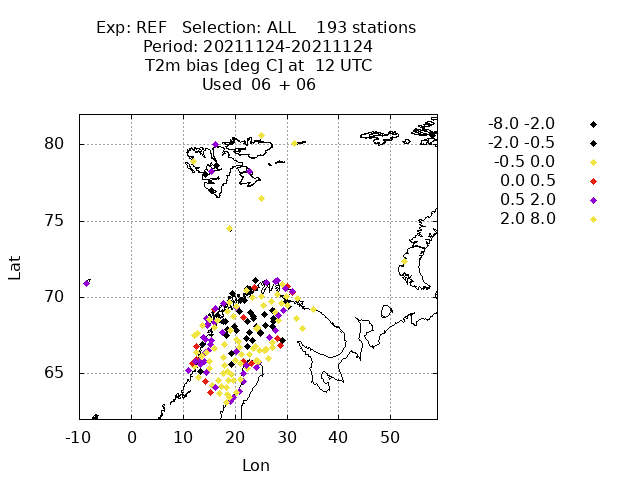 Exp: REF Selection: ALL 193 stations
Period: 20211124-20211124
T2m bias [deg C] at 12 UTC
Used 06 + 06
-8.0 -2.0
-2.0 -0.5
-0.5 0.0
0.0 0.5
0.5 2.0
2.0 8.0
80
75
70
65
Lat
-10 0 10 20 30 40 50
Lon